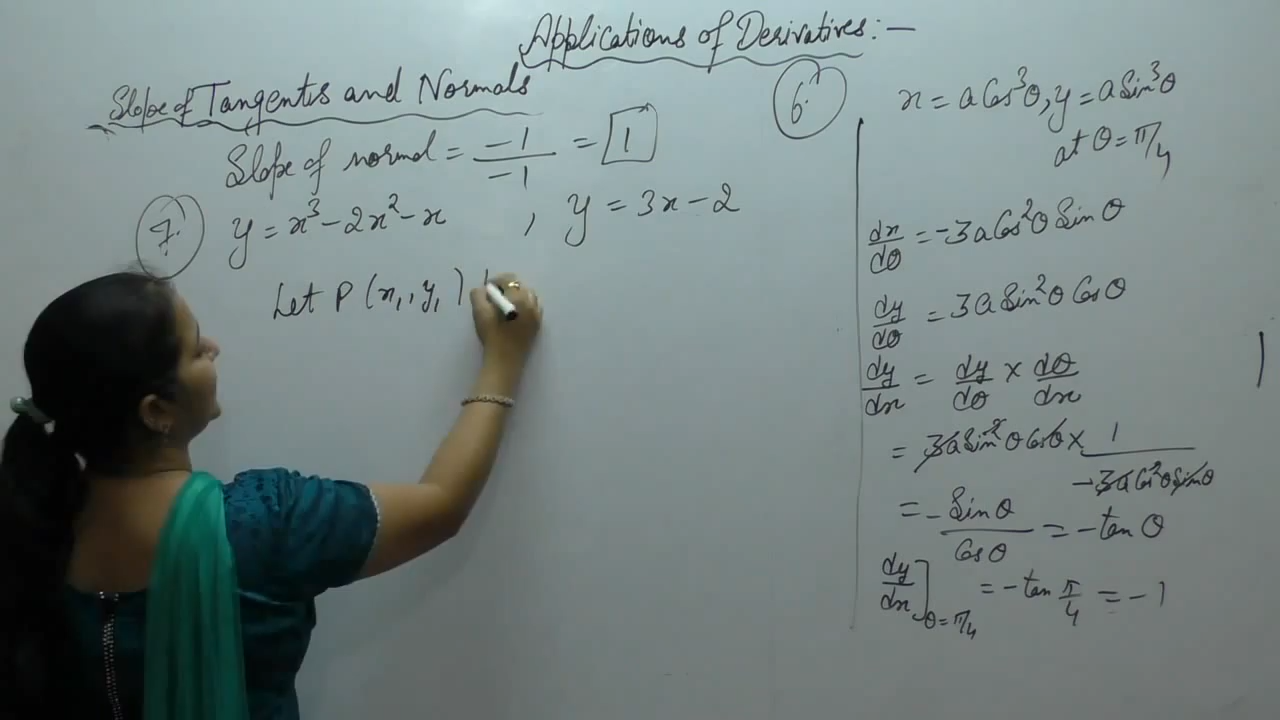 Applications of Derivatives:-
Slope of Tangents and Normals
Slope of normal = -1/-1 = 1
7. y = x³ - 2x² - x , y = 3x - 2
Let P (x₁, y₁)
6. x = a Cos³θ, y = a Sin³θ
at θ = π/4
dx/dθ = -3a Cos²θ Sin θ
dy/dθ = 3a Sin²θ Cos θ
dy/dx = dy/dθ × dθ/dx
= 3a Sin²θ Cosθ × 1/-3a Cos²θ Sinθ
= - Sin θ/Cos θ = - tan θ
dy/dx]θ = π/4 = - tan π/4 = -1